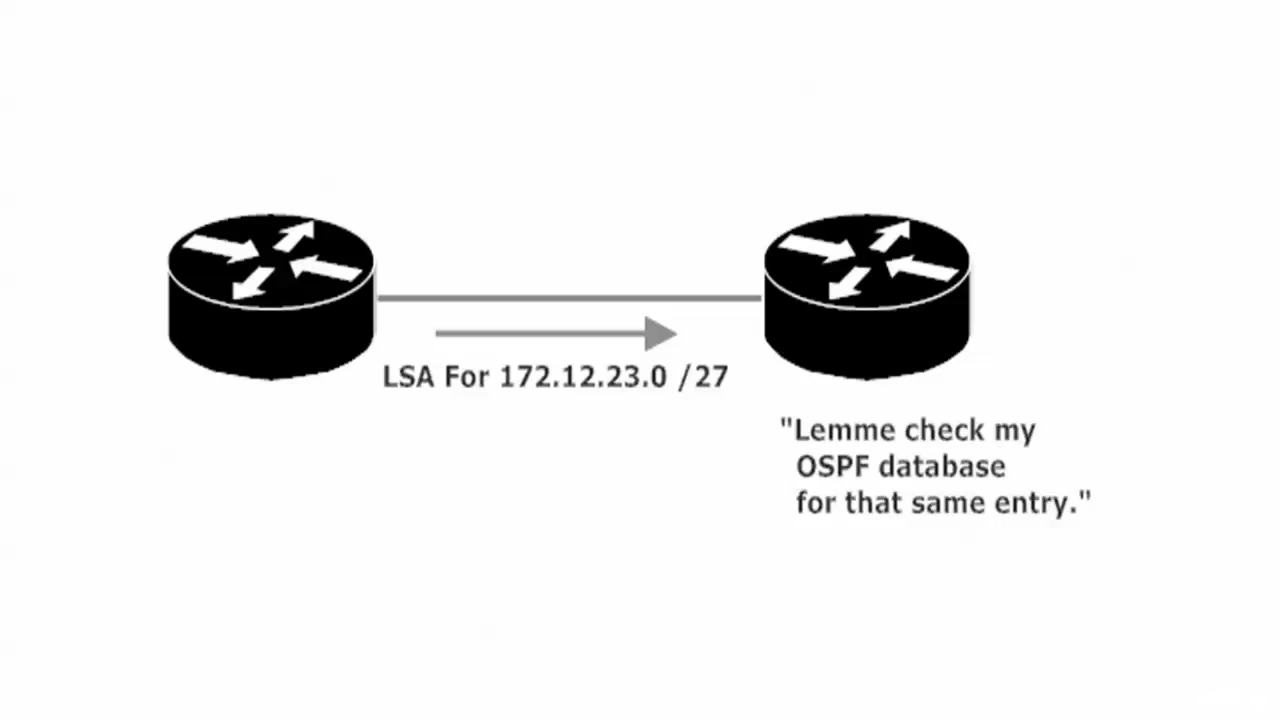 LSA For 172.12.23.0 /27
"Lemme check my
OSPF database
for that same entry."